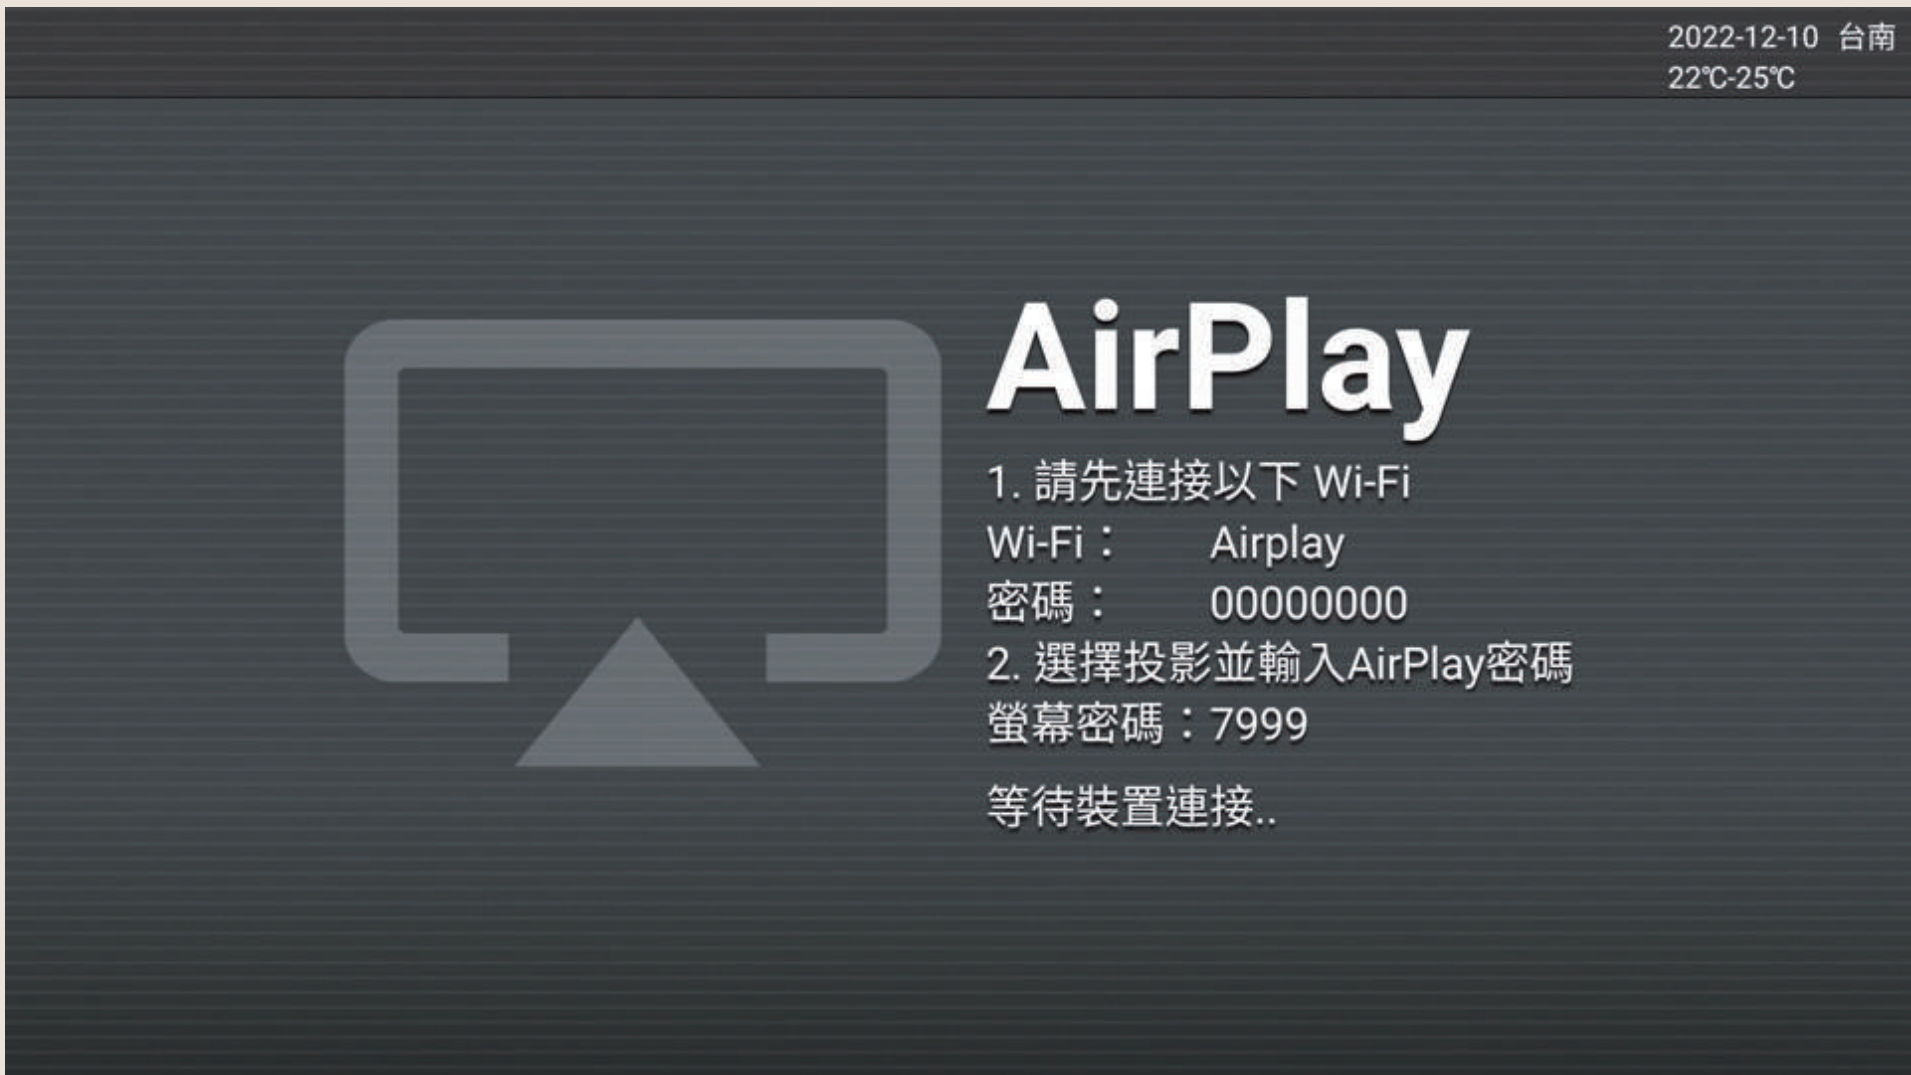 2022-12-10 台南
22℃-25℃
AirPlay
1. 請先連接以下 Wi-Fi
Wi-Fi： Airplay
密碼： 00000000
2. 選擇投影並輸入AirPlay密碼
螢幕密碼：7999
等待裝置連接..